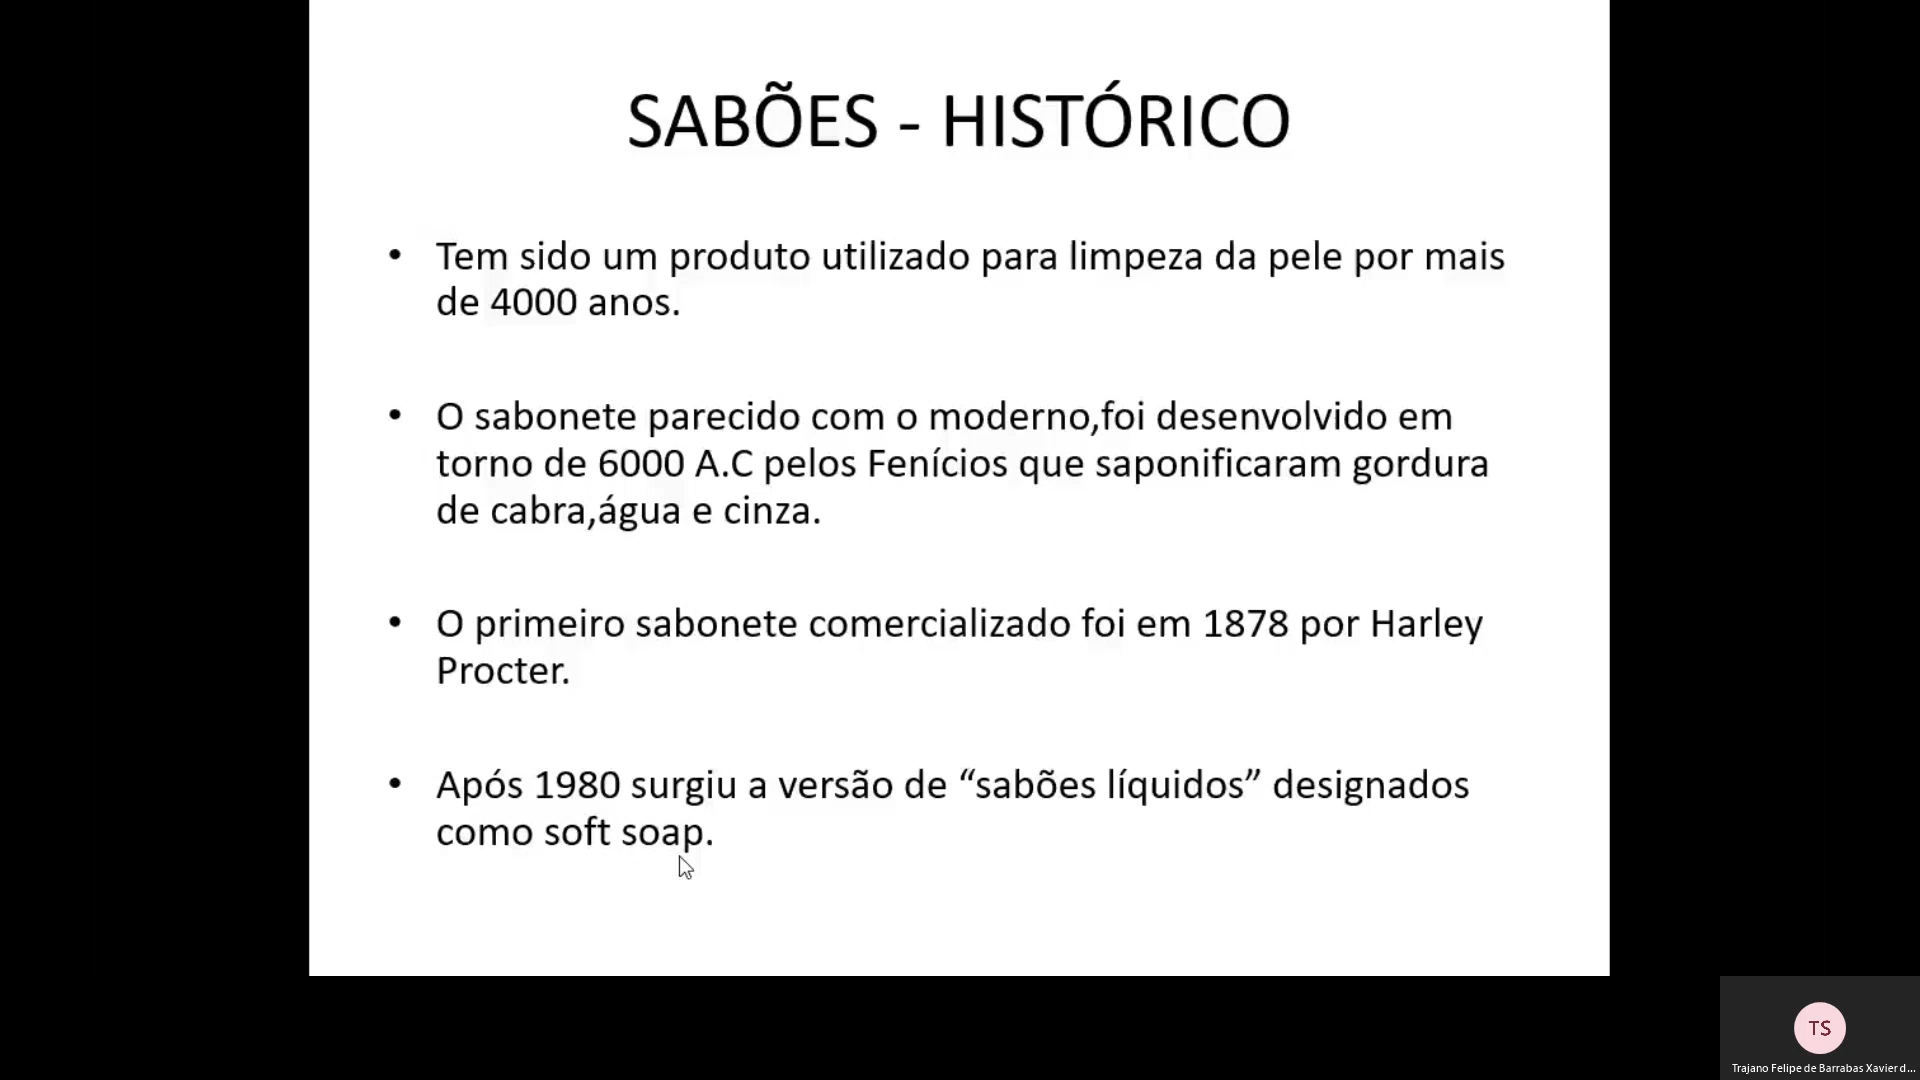 SABÕES - HISTÓRICO
• Tem sido um produto utilizado para limpeza da pele por mais
de 4000 anos.
• O sabonete parecido com o moderno,foi desenvolvido em
torno de 6000 A.C pelos Fenícios que saponificaram gordura
de cabra,água e cinza.
• O primeiro sabonete comercializado foi em 1878 por Harley
Procter.
• Após 1980 surgiu a versão de “sabões líquidos” designados
como soft soap.
TS
Trajano Felipe de Barrabas Xavier d...